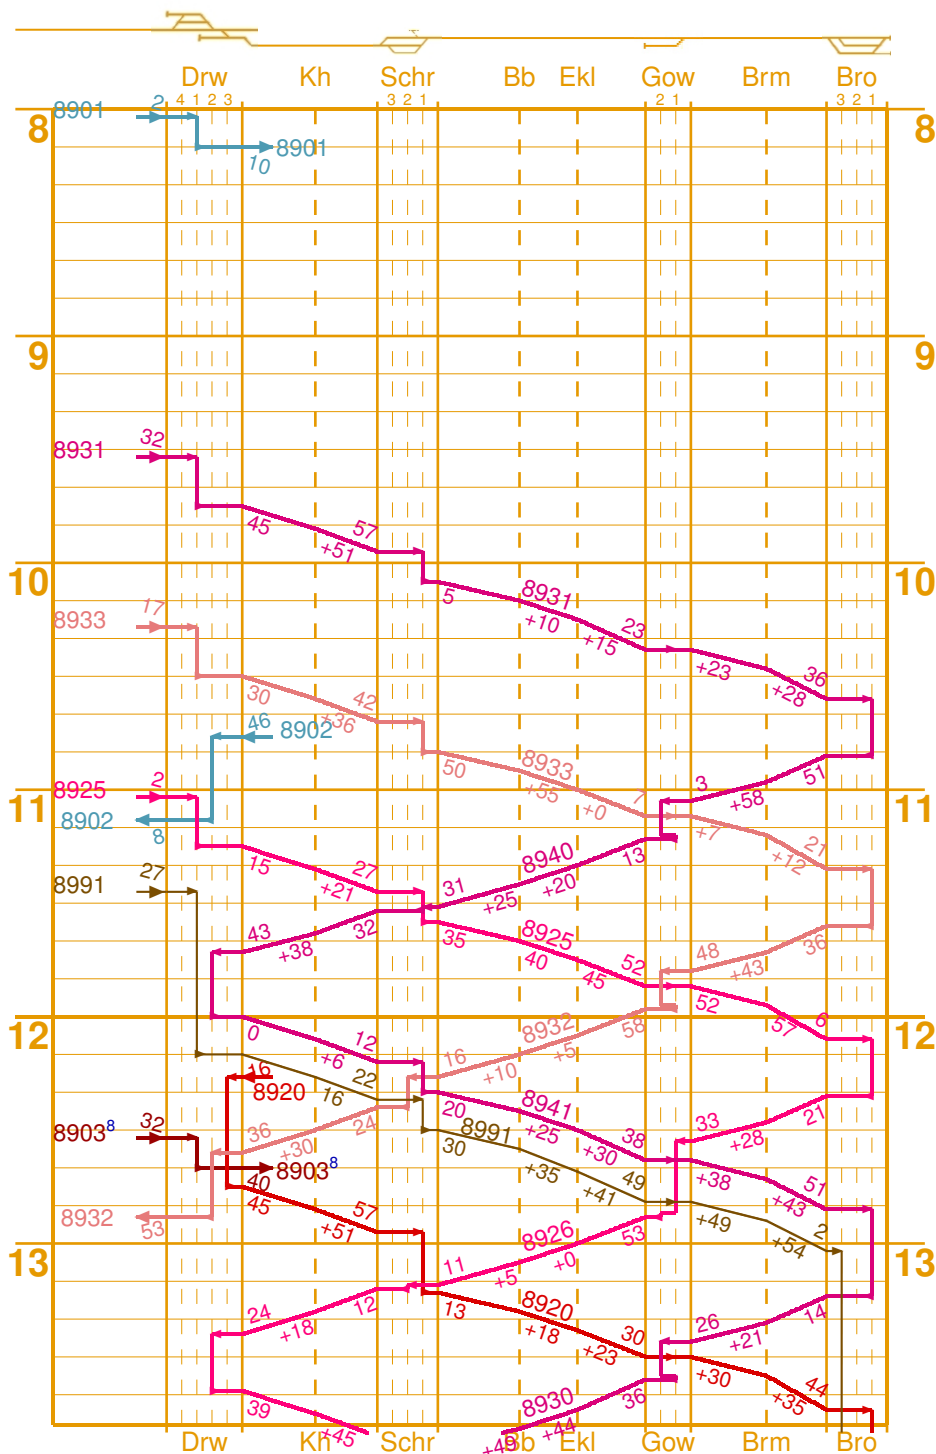 Drw Kh Schr Bb Ekl Gow Brm Bro
4 1 2 3 3 2 1 2 1 3 2 1
8901 2
8 8
8901
10
9 9
8931 32
45 57
+51
10 10
5 8931
+10 +15 23
+23 +28 36
8933 17
30 42
+36
46 8902
50 8933
+55 +0 7
3 +58 51
11 11
8925 2
8902 8
+7 +12 21
15 27
+21
8991 27
31 8940 13
+25 +20
43 +38 32
35 8925
40 45 52
48 +43 36
52 57 6
12 12
0 12
+6
8932 58
16 +10 +5
16 8920
22
16
20 8941
+25 +30 38
33 +28 21
8903⁸ 32
36 +30 24
30 8991
+35 +41 49
+38 +43 51
8903⁸
40
45 57
+51
+49 +54 2
8932 53
13 13
11 8926 53
+5 +0
24 +18 12
13 8920
+18 +23 30
26 +21 14
+30 +35 44
39 +45
8930 36
+49 +44
Drw Kh Schr Bb Ekl Gow Brm Bro